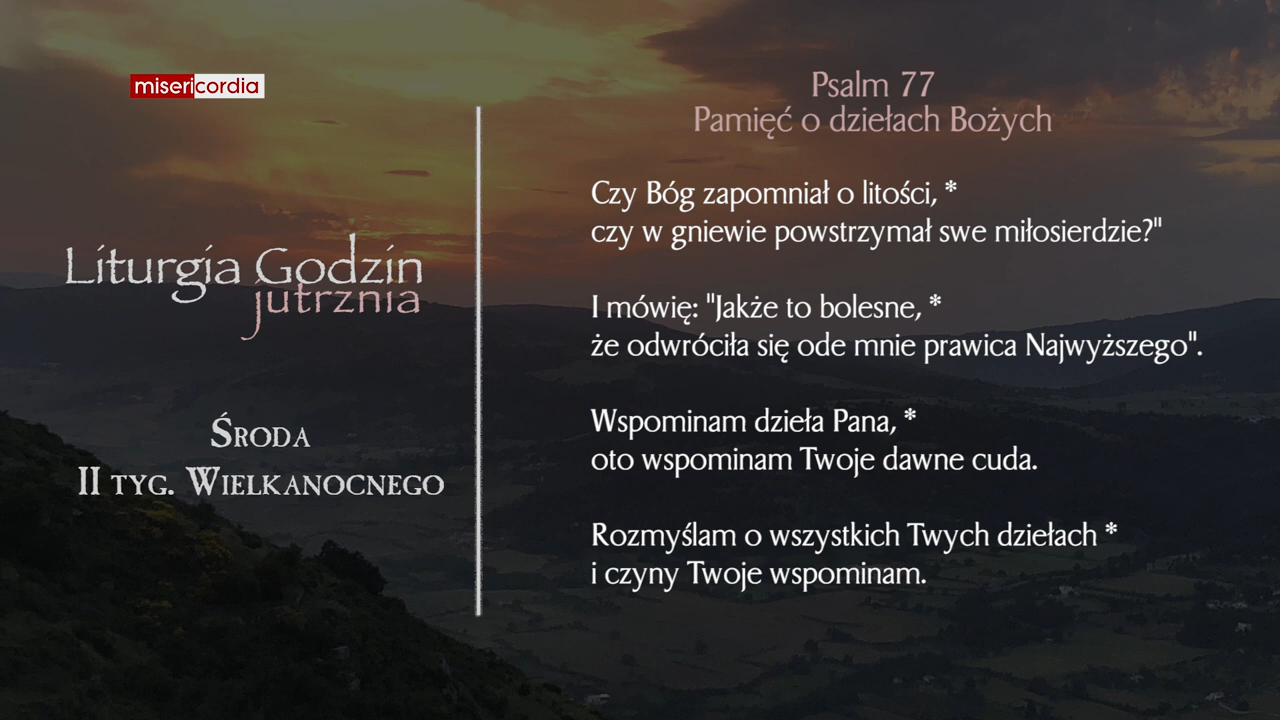 misericordia
Liturgia Godzin
jutrznia
Środa
II tyg. Wielkanocnego
Psalm 77
Pamięć o dziełach Bożych
Czy Bóg zapomniał o litości, *
czy w gniewie powstrzymał swe miłosierdzie?"
I mówię: "Jakże to bolesne, *
że odwróciła się ode mnie prawica Najwyższego".
Wspominam dzieła Pana, *
oto wspominam Twoje dawne cuda.
Rozmyślam o wszystkich Twych dziełach *
i czyny Twoje wspominam.